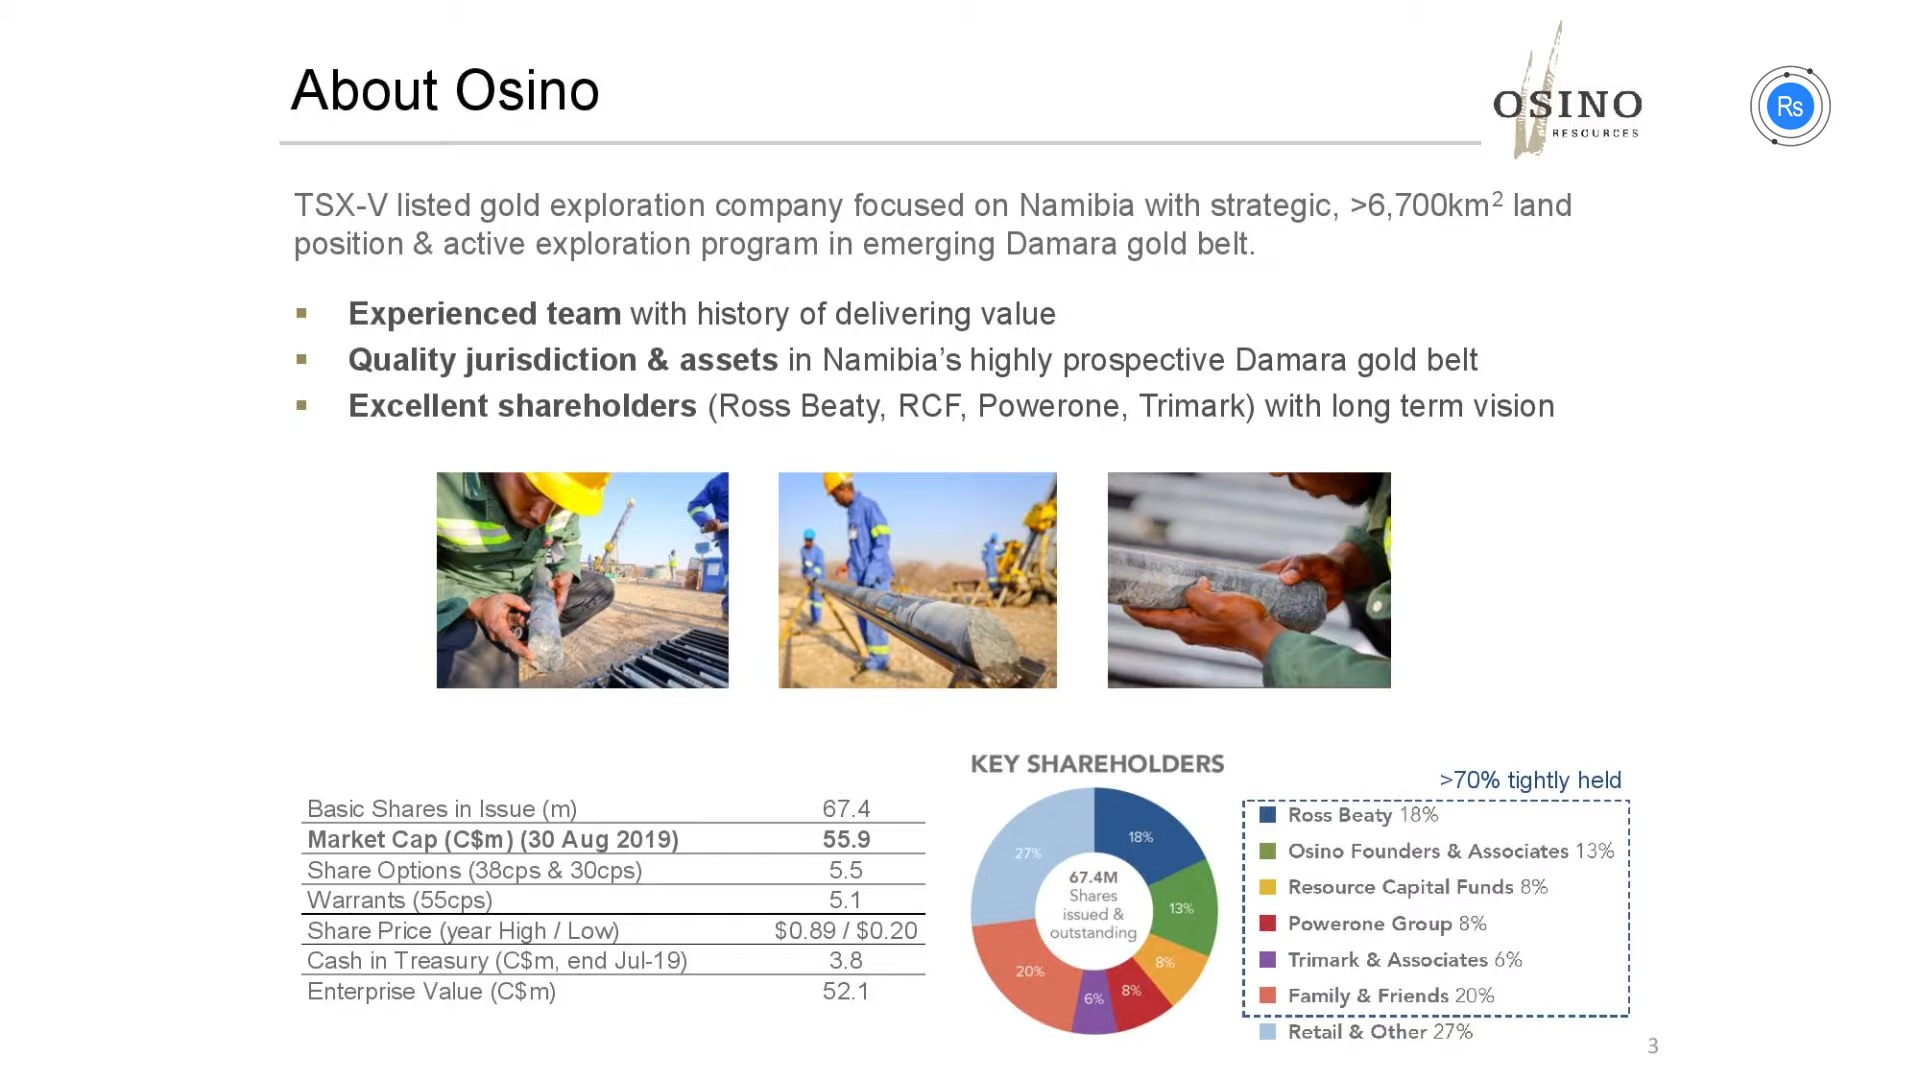 About Osino
OSINO
RESOURCES
Rs
TSX-V listed gold exploration company focused on Namibia with strategic, >6,700km² land
position & active exploration program in emerging Damara gold belt.
▪ Experienced team with history of delivering value
▪ Quality jurisdiction & assets in Namibia’s highly prospective Damara gold belt
▪ Excellent shareholders (Ross Beaty, RCF, Powerone, Trimark) with long term vision
Basic Shares in Issue (m) 67.4
Market Cap (C$m) (30 Aug 2019) 55.9
Share Options (38cps & 30cps) 5.5
Warrants (55cps) 5.1
Share Price (year High / Low) $0.89 / $0.20
Cash in Treasury (C$m, end Jul-19) 3.8
Enterprise Value (C$m) 52.1
KEY SHAREHOLDERS
18%
13%
8%
8%
6%
20%
27%
67.4M
Shares
issued &
outstanding
>70% tightly held
Ross Beaty 18%
Osino Founders & Associates 13%
Resource Capital Funds 8%
Powerone Group 8%
Trimark & Associates 6%
Family & Friends 20%
Retail & Other 27%
3